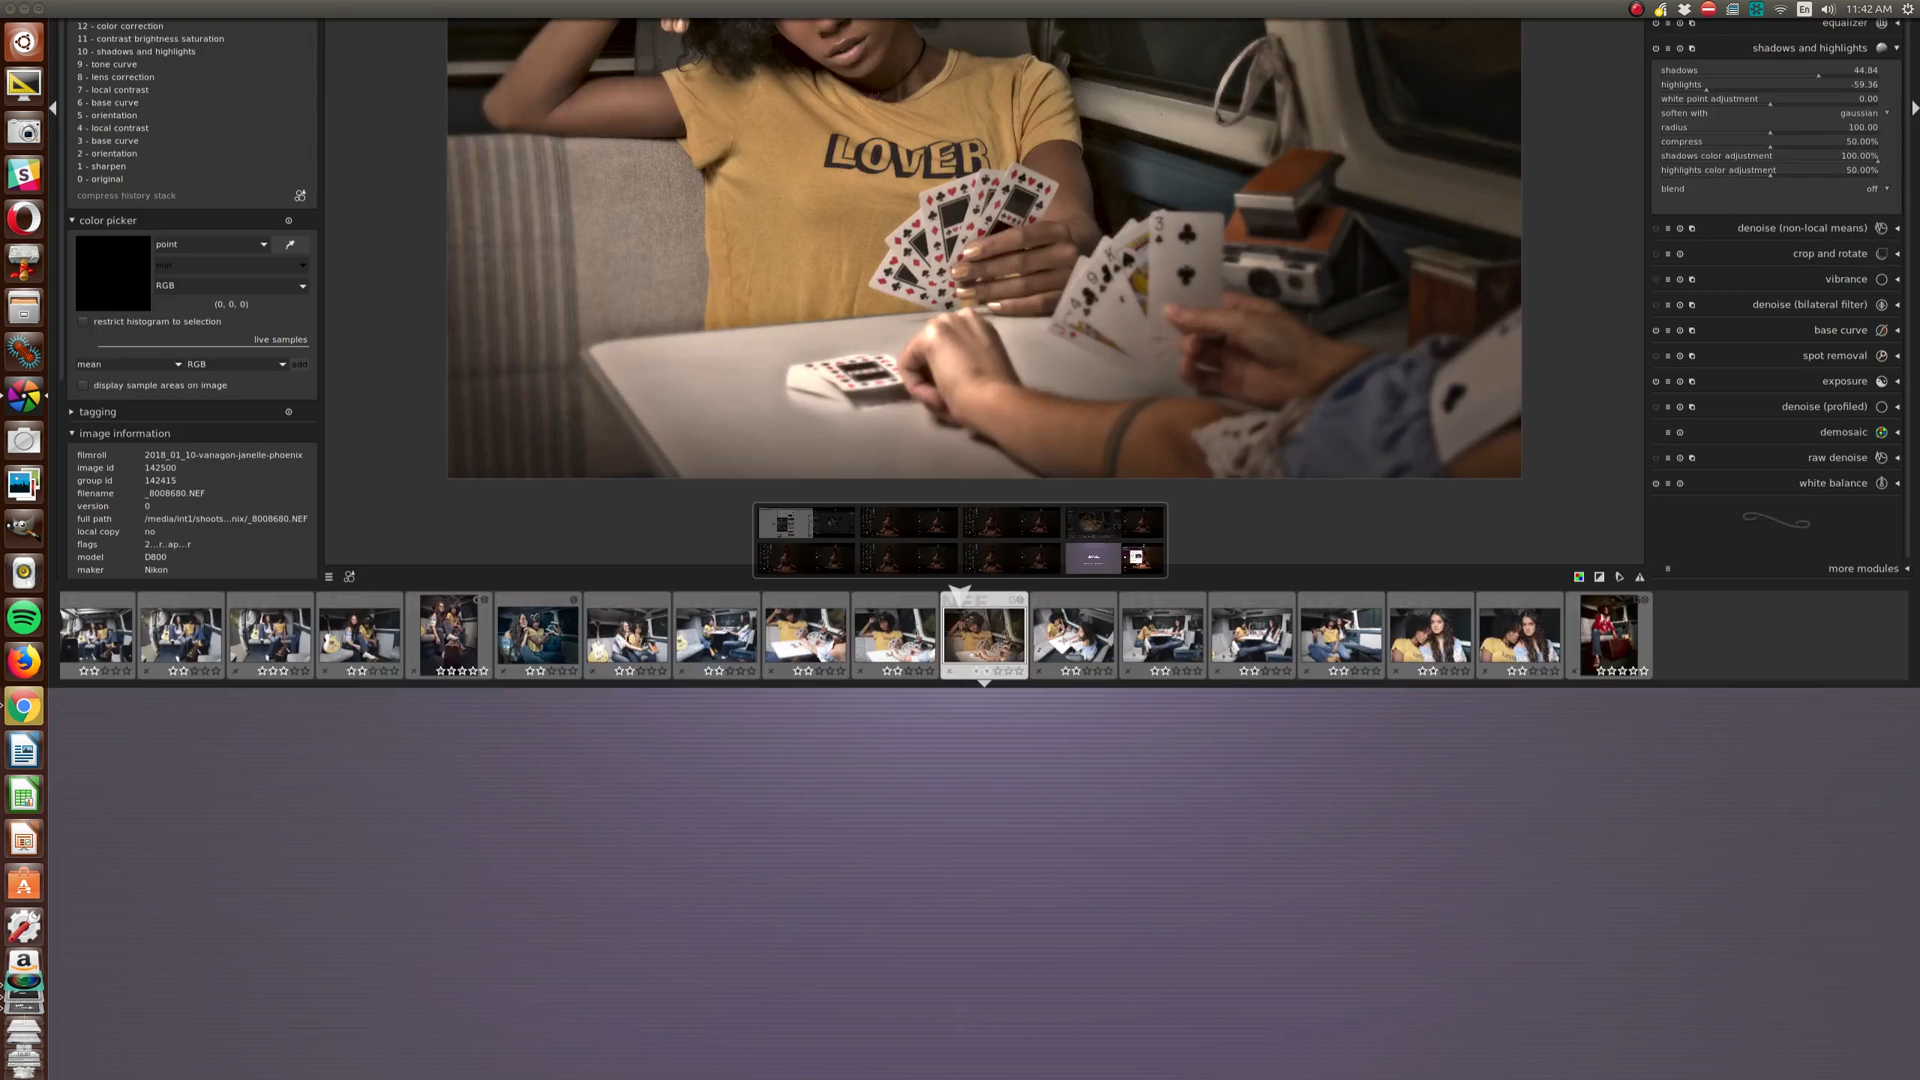 En
11:42 AM
12 - color correction
11 - contrast brightness saturation
10 - shadows and highlights
9 - tone curve
8 - lens correction
7 - local contrast
6 - base curve
5 - orientation
4 - local contrast
3 - base curve
2 - orientation
1 - sharpen
0 - original
compress history stack
color picker
point
RGB
(0, 0, 0)
restrict histogram to selection
live samples
mean RGB add
display sample areas on image
tagging
image information
filmroll 2018_01_10-vanagon-janelle-phoenix
image id 142500
group id 142415
filename _8008680.NEF
version 0
full path /media/int1/shoots...nix/_8008680.NEF
local copy no
flags 2...r..ap...r
model D800
maker Nikon
LOVER
3
K
9
4
equalizer
shadows and highlights
shadows 44.84
highlights -59.36
white point adjustment 0.00
soften with gaussian
radius 100.00
compress 50.00%
shadows color adjustment 100.00%
highlights color adjustment 50.00%
blend off
denoise (non-local means)
crop and rotate
vibrance
denoise (bilateral filter)
base curve
spot removal
exposure
denoise (profiled)
demosaic
raw denoise
white balance
more modules